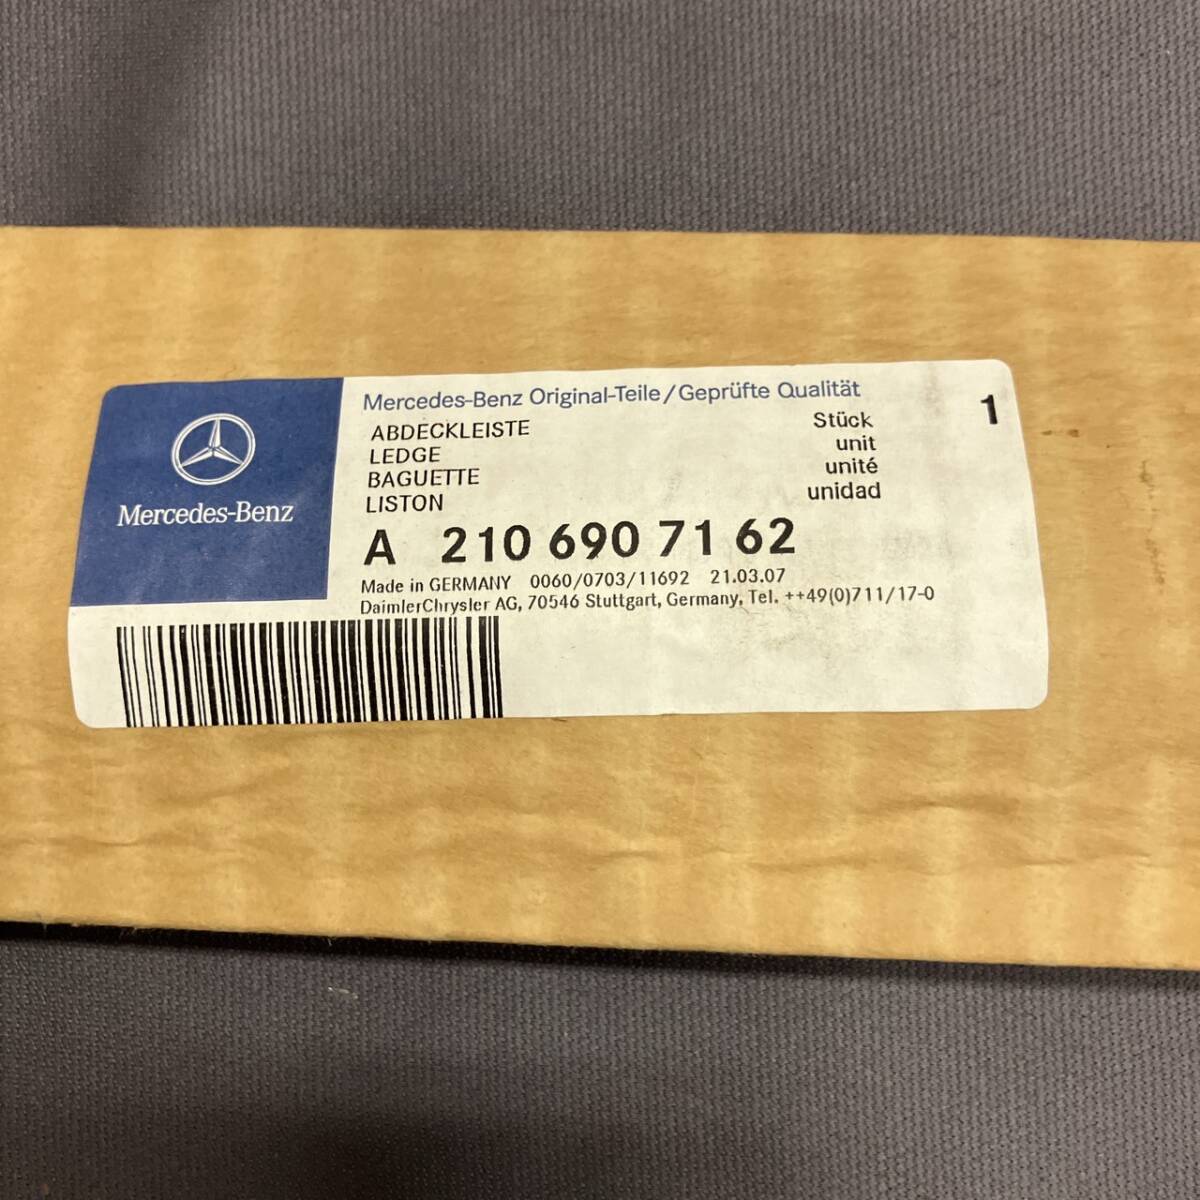 Mercedes-Benz
Mercedes-Benz Original-Teile/Geprüfte Qualität
ABDECKLEISTE Stück 1
LEDGE unit
BAGUETTE unité
LISTON unidad
A 210 690 71 62
Made in GERMANY 0060/0703/11692 21.03.07
DaimlerChrysler AG, 70546 Stuttgart, Germany, Tel. ++49(0)711/17-0